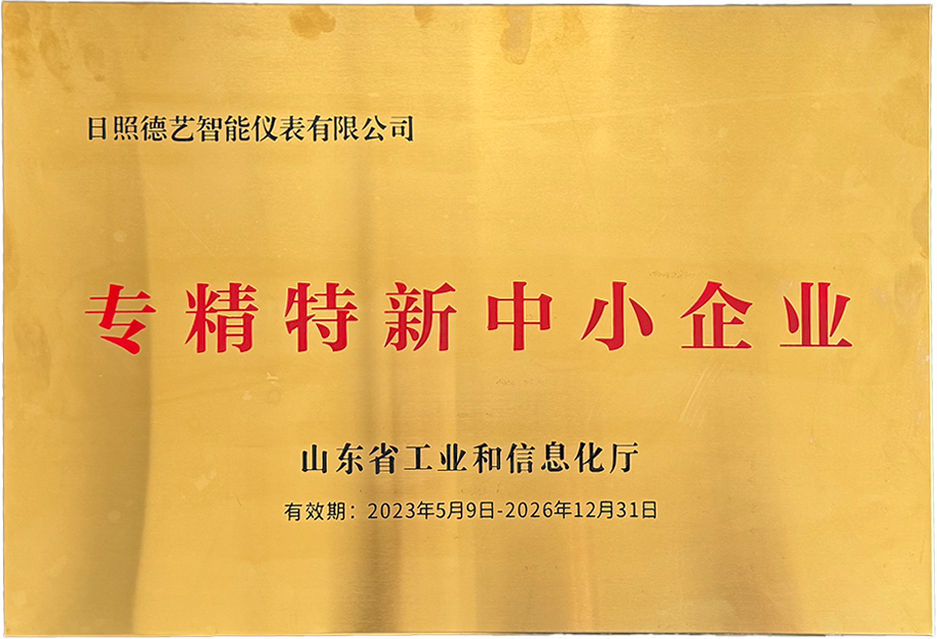 日照德艺智能仪表有限公司
专精特新中小企业
山东省工业和信息化厅
有效期：2023年5月9日-2026年12月31日